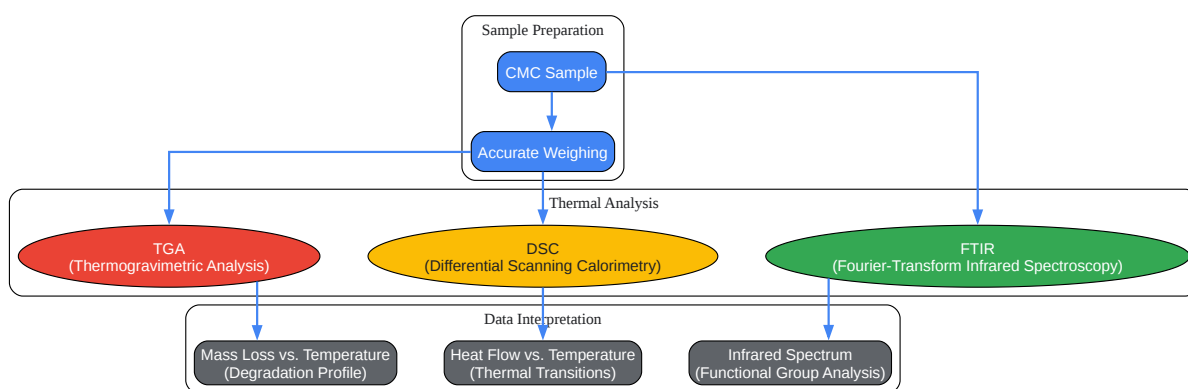 Sample Preparation
CMC Sample
Accurate Weighing
Thermal Analysis
TGA
(Thermogravimetric Analysis)
DSC
(Differential Scanning Calorimetry)
FTIR
(Fourier-Transform Infrared Spectroscopy)
Data Interpretation
Mass Loss vs. Temperature
(Degradation Profile)
Heat Flow vs. Temperature
(Thermal Transitions)
Infrared Spectrum
(Functional Group Analysis)